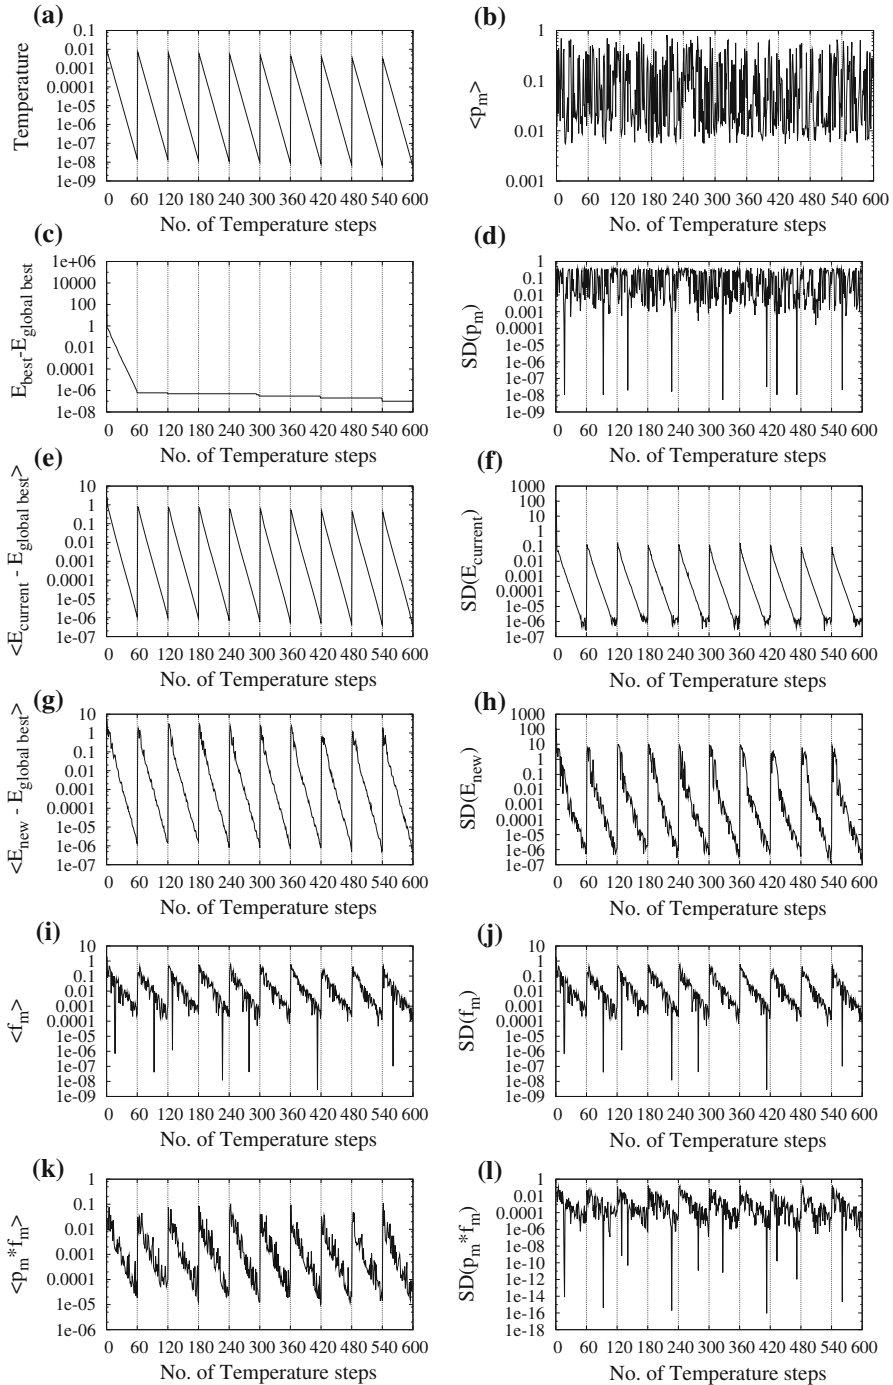 (a)
Temperature
0.1
0.01
0.001
0.0001
1e-05
1e-06
1e-07
1e-08
1e-09
0 60 120 180 240 300 360 420 480 540 600
No. of Temperature steps
(b)
<p_m>
1
0.1
0.01
0.001
0 60 120 180 240 300 360 420 480 540 600
No. of Temperature steps
(c)
E_best-E_global best
1e+06
10000
100
1
0.01
0.0001
1e-06
1e-08
0 60 120 180 240 300 360 420 480 540 600
No. of Temperature steps
(d)
SD(p_m)
1
0.1
0.01
0.001
0.0001
1e-05
1e-06
1e-07
1e-08
1e-09
0 60 120 180 240 300 360 420 480 540 600
No. of Temperature steps
(e)
<E_current - E_global best>
10
1
0.1
0.01
0.001
0.0001
1e-05
1e-06
1e-07
0 60 120 180 240 300 360 420 480 540 600
No. of Temperature steps
(f)
SD(E_current)
1000
100
10
1
0.1
0.01
0.001
0.0001
1e-05
1e-06
1e-07
0 60 120 180 240 300 360 420 480 540 600
No. of Temperature steps
(g)
<E_new - E_global best>
10
1
0.1
0.01
0.001
0.0001
1e-05
1e-06
1e-07
0 60 120 180 240 300 360 420 480 540 600
No. of Temperature steps
(h)
SD(E_new)
1000
100
10
1
0.1
0.01
0.001
0.0001
1e-05
1e-06
1e-07
0 60 120 180 240 300 360 420 480 540 600
No. of Temperature steps
(i)
<f_m>
10
1
0.1
0.01
0.001
0.0001
1e-05
1e-06
1e-07
1e-08
1e-09
0 60 120 180 240 300 360 420 480 540 600
No. of Temperature steps
(j)
SD(f_m)
10
1
0.1
0.01
0.001
0.0001
1e-05
1e-06
1e-07
1e-08
1e-09
0 60 120 180 240 300 360 420 480 540 600
No. of Temperature steps
(k)
<p_m*f_m>
1
0.1
0.01
0.001
0.0001
1e-05
1e-06
0 60 120 180 240 300 360 420 480 540 600
No. of Temperature steps
(l)
SD(p_m*f_m)
1
0.01
0.0001
1e-06
1e-08
1e-10
1e-12
1e-14
1e-16
1e-18
0 60 120 180 240 300 360 420 480 540 600
No. of Temperature steps